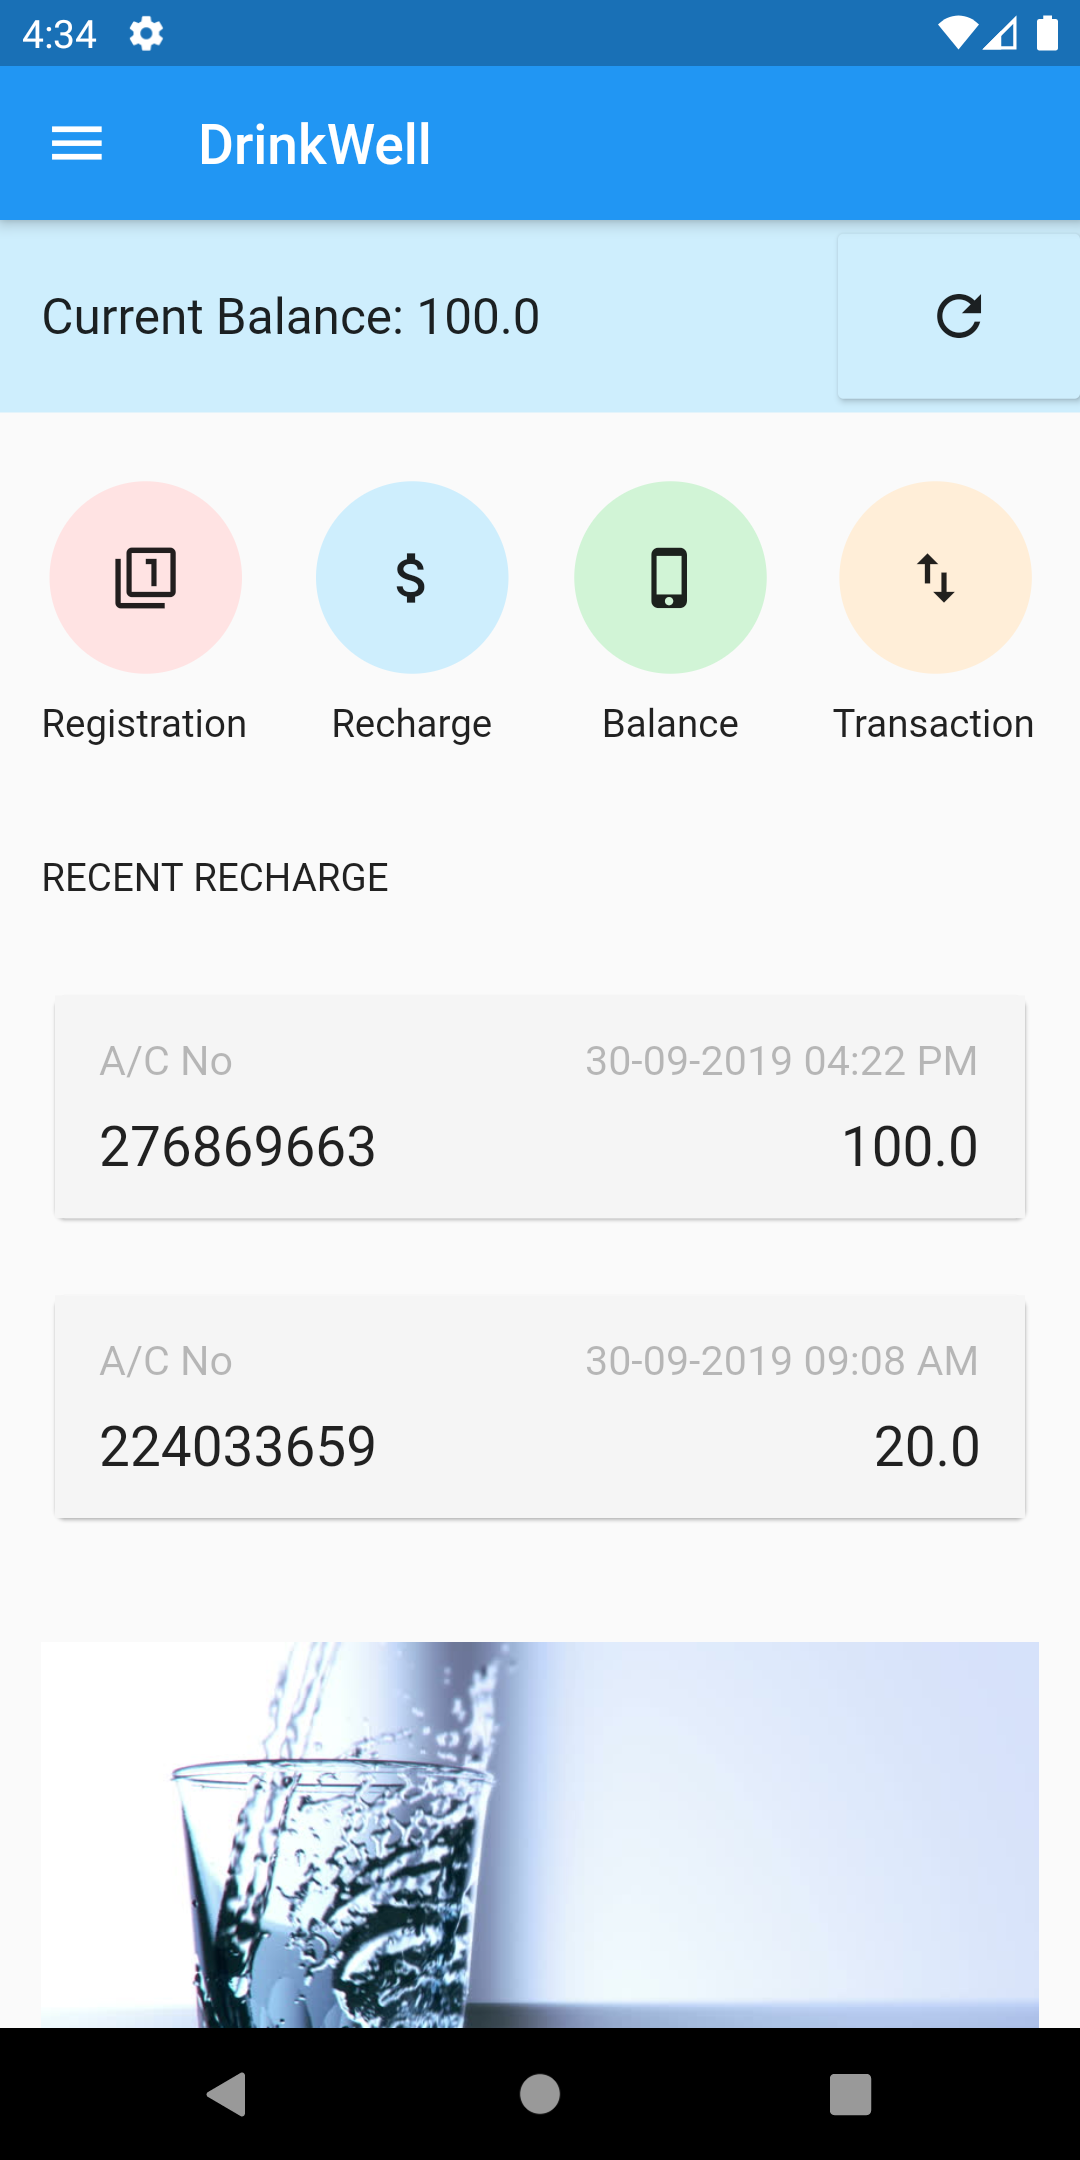 4:34
DrinkWell
Current Balance: 100.0
1
$
Registration Recharge Balance Transaction
RECENT RECHARGE
A/C No 30-09-2019 04:22 PM
276869663 100.0
A/C No 30-09-2019 09:08 AM
224033659 20.0